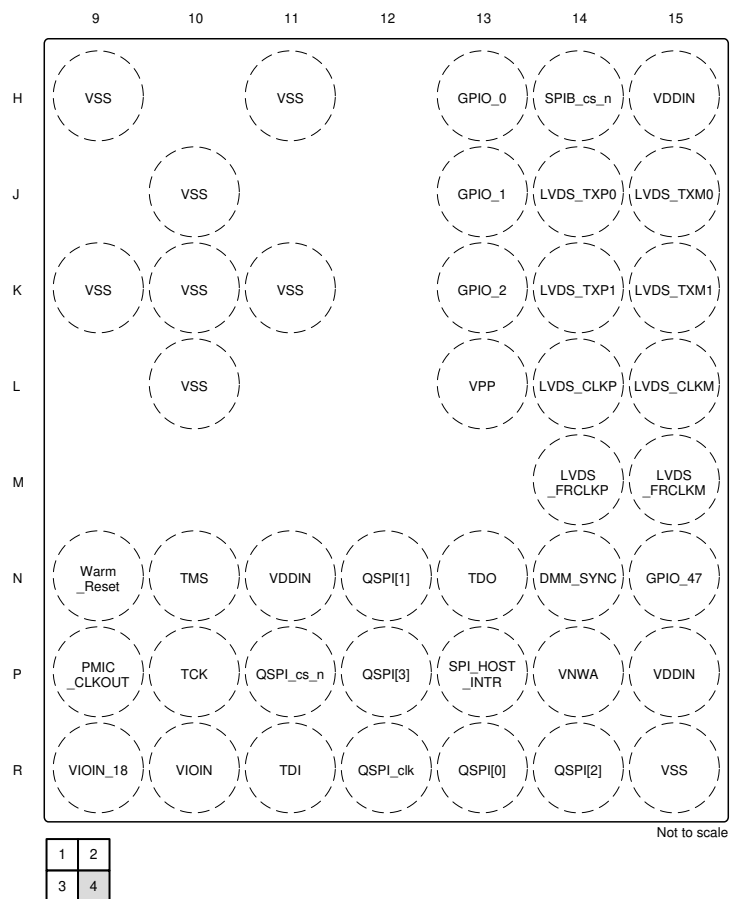 9 10 11 12 13 14 15
H VSS VSS GPIO_0 SPIB_cs_n VDDIN
J VSS GPIO_1 LVDS_TXP0 LVDS_TXM0
K VSS VSS VSS GPIO_2 LVDS_TXP1 LVDS_TXM1
L VSS VPP LVDS_CLKP LVDS_CLKM
M LVDS _FRCLKP LVDS _FRCLKM
N Warm _Reset TMS VDDIN QSPI[1] TDO DMM_SYNC GPIO_47
P PMIC _CLKOUT TCK QSPI_cs_n QSPI[3] SPI_HOST _INTR VNWA VDDIN
R VIOIN_18 VIOIN TDI QSPI_clk QSPI[0] QSPI[2] VSS
Not to scale
1 2
3 4